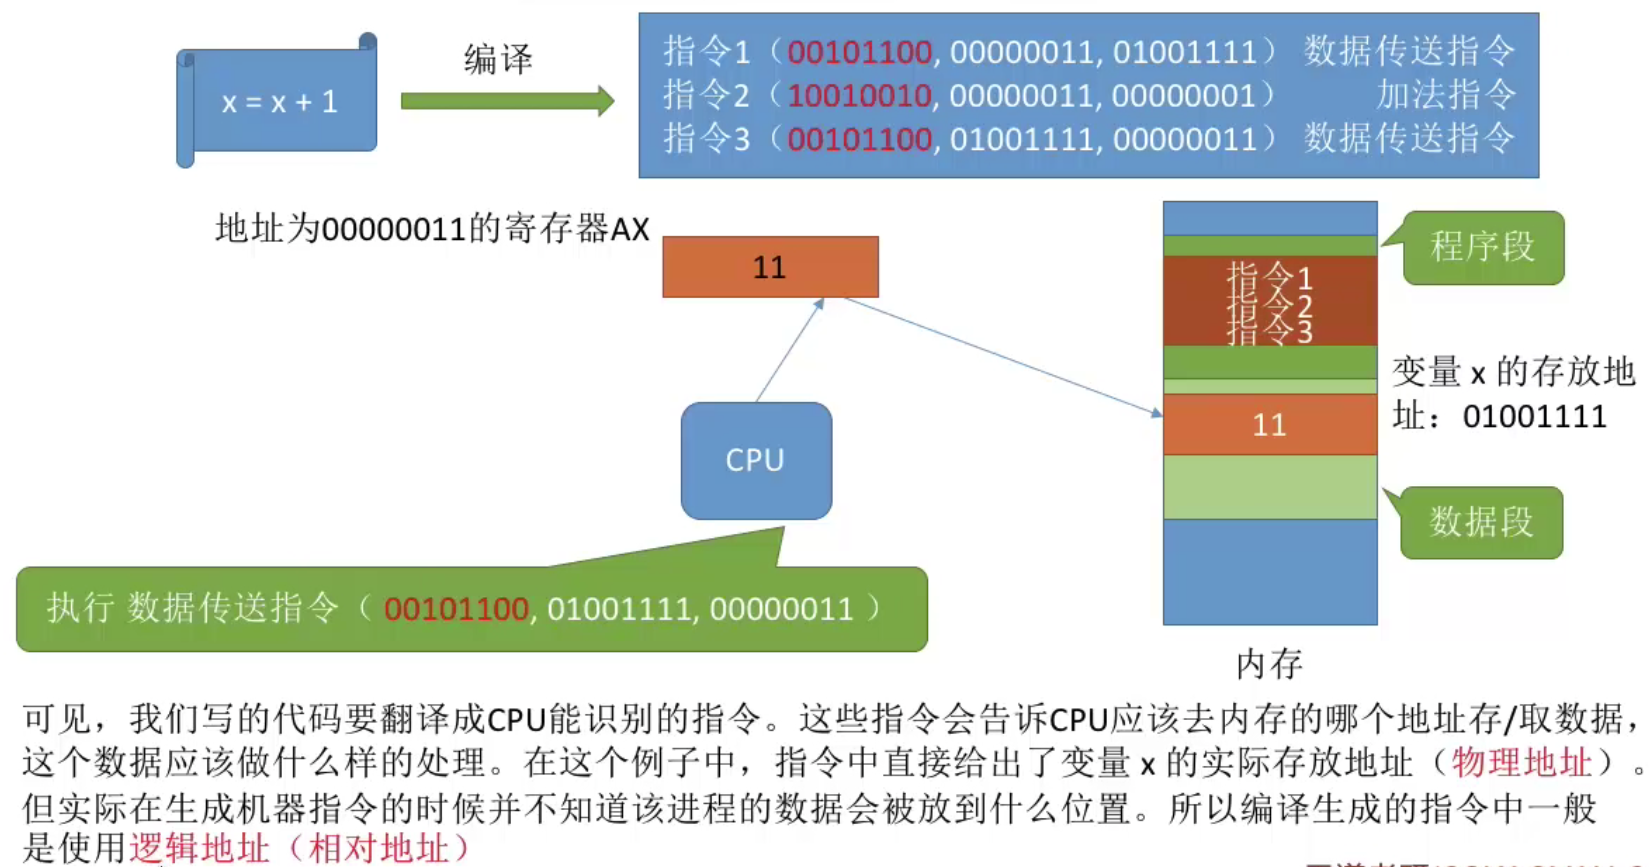 x = x + 1
编译
指令1（00101100, 00000011, 01001111） 数据传送指令
指令2（10010010, 00000011, 00000001） 加法指令
指令3（00101100, 01001111, 00000011） 数据传送指令
地址为00000011的寄存器AX
11
程序段
指令1
指令2
指令3
变量 x 的存放地
址：01001111
11
CPU
数据段
执行 数据传送指令（ 00101100, 01001111, 00000011 ）
内存
可见，我们写的代码要翻译成CPU能识别的指令。这些指令会告诉CPU应该去内存的哪个地址存/取数据，
这个数据应该做什么样的处理。在这个例子中，指令中直接给出了变量 x 的实际存放地址（物理地址）。
但实际在生成机器指令的时候并不知道该进程的数据会被放到什么位置。所以编译生成的指令中一般
是使用逻辑地址（相对地址）